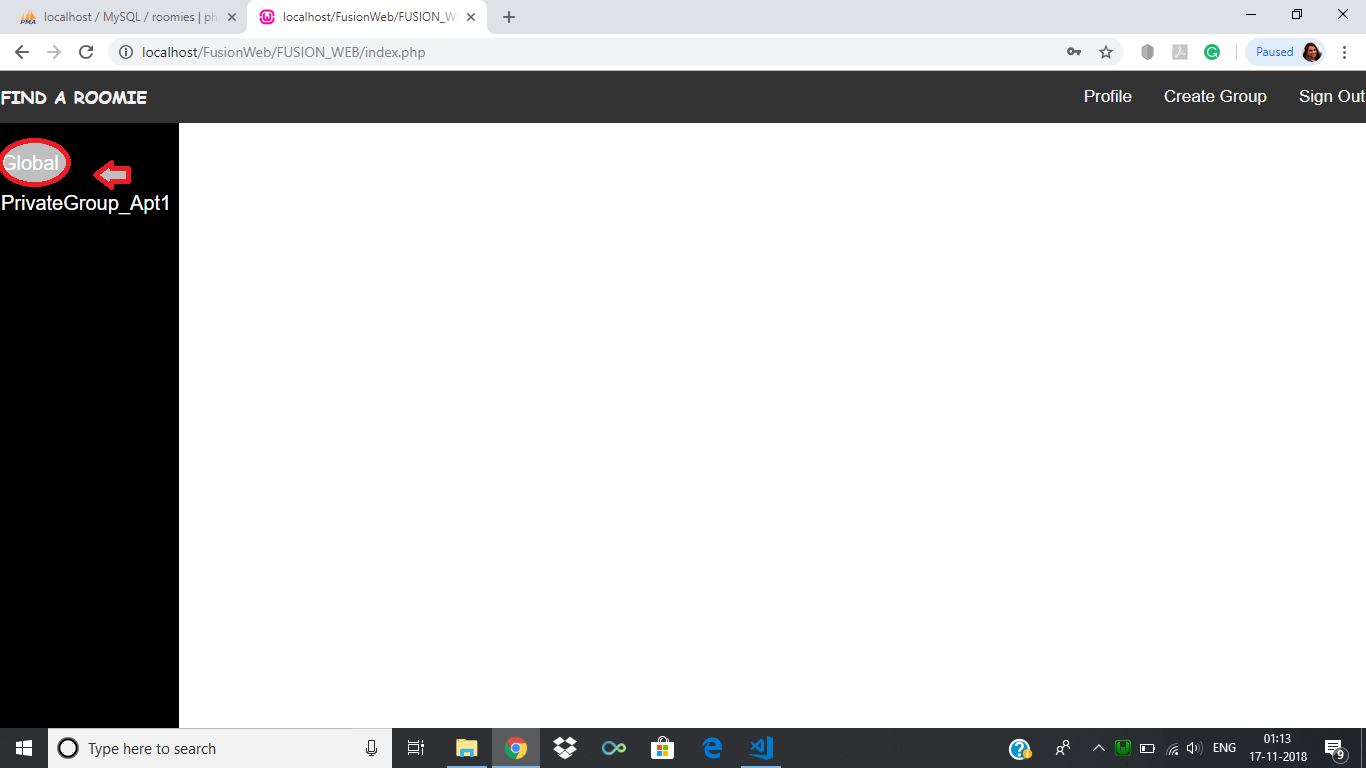 localhost / MySQL / roomies | ph
localhost/FusionWeb/FUSION_W
localhost/FusionWeb/FUSION_WEB/index.php
Paused
FIND A ROOMIE
Profile
Create Group
Sign Out
Global
PrivateGroup_Apt1
Type here to search
ENG
01:13
17-11-2018
9